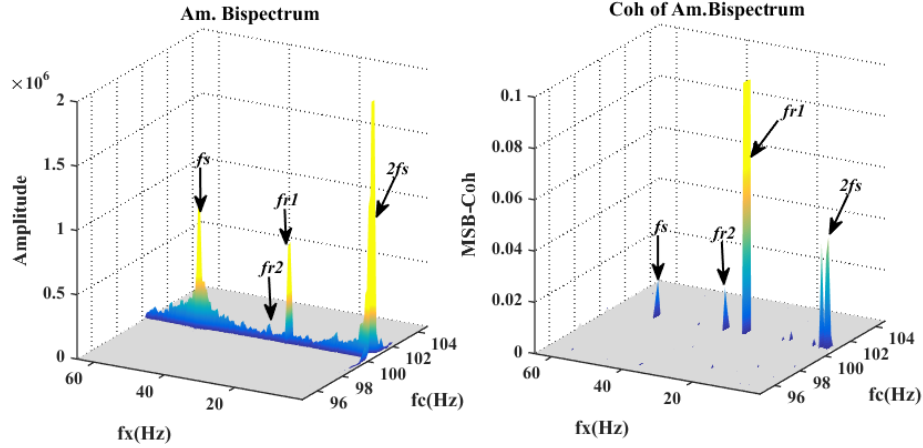 Am. Bispectrum
×10⁶
2
1.5
1
0.5
0
Amplitude
fs
fr2
fr1
2fs
60
40
20
fx(Hz)
96
98
100
102
104
fc(Hz)
Coh of Am.Bispectrum
0.1
0.08
0.06
0.04
0.02
0
MSB-Coh
fs
fr2
fr1
2fs
60
40
20
fx(Hz)
96
98
100
102
104
fc(Hz)